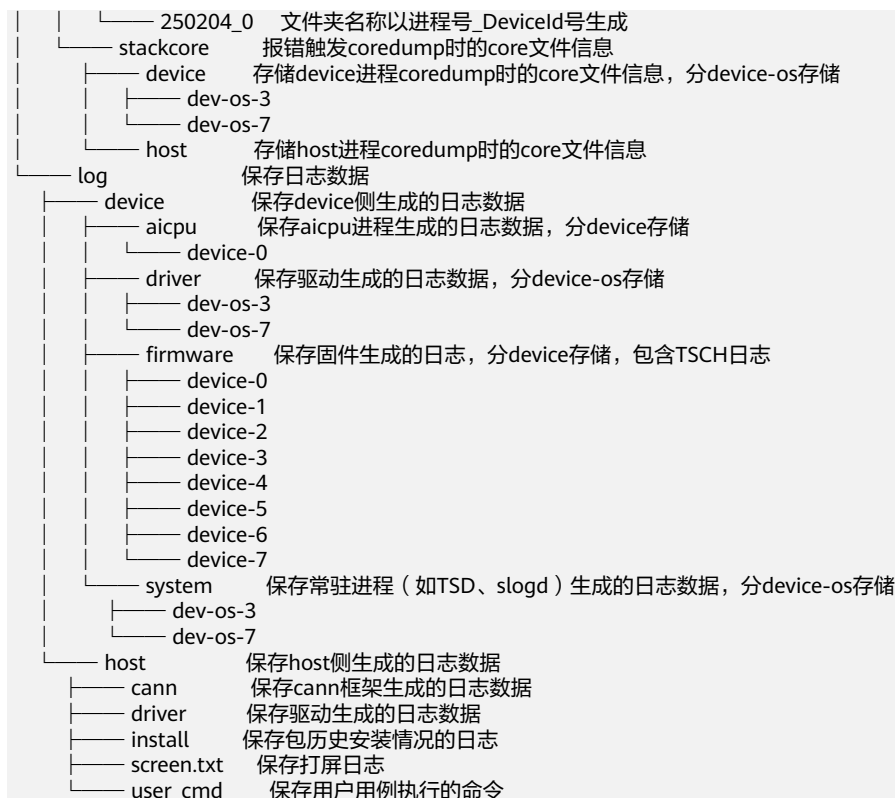 │ │ └── 250204_0 文件夹名称以进程号_DeviceId号生成
│ └── stackcore 报错触发coredump时的core文件信息
│ ├── device 存储device进程coredump时的core文件信息，分device-os存储
│ │ ├── dev-os-3
│ │ └── dev-os-7
│ └── host 存储host进程coredump时的core文件信息
└── log 保存日志数据
├── device 保存device侧生成的日志数据
│ ├── aicpu 保存aicpu进程生成的日志数据，分device存储
│ │ └── device-0
│ ├── driver 保存驱动生成的日志数据，分device-os存储
│ │ ├── dev-os-3
│ │ └── dev-os-7
│ ├── firmware 保存固件生成的日志，分device存储，包含TSCH日志
│ │ ├── device-0
│ │ ├── device-1
│ │ ├── device-2
│ │ ├── device-3
│ │ ├── device-4
│ │ ├── device-5
│ │ ├── device-6
│ │ └── device-7
│ └── system 保存常驻进程（如TSD、slogd）生成的日志数据，分device-os存储
│ ├── dev-os-3
│ └── dev-os-7
└── host 保存host侧生成的日志数据
├── cann 保存cann框架生成的日志数据
├── driver 保存驱动生成的日志数据
├── install 保存包历史安装情况的日志
├── screen.txt 保存打屏日志
└── user_cmd 保存用户用例执行的命令